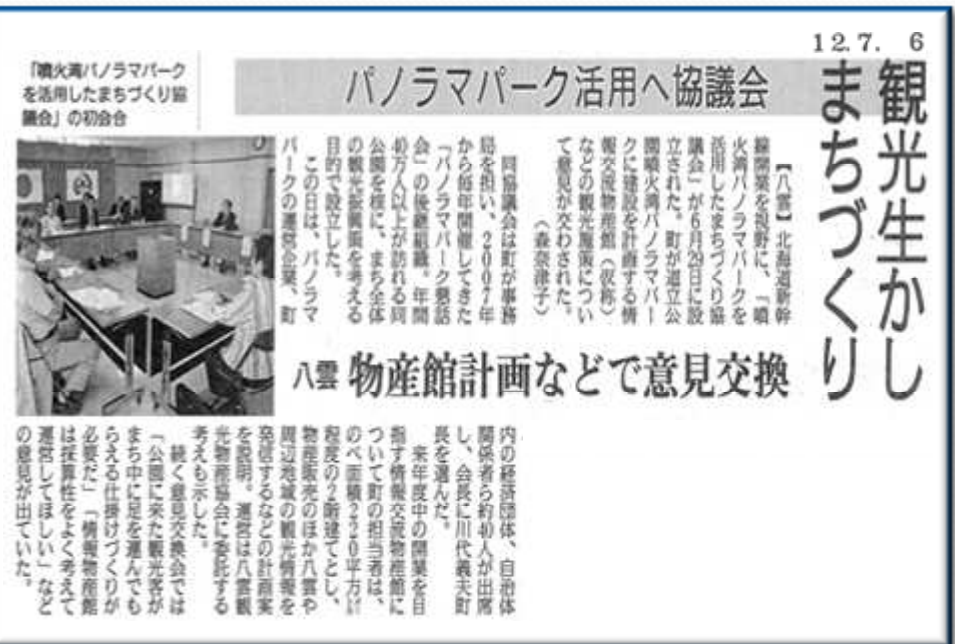 12.7. 6
観光生かし
まちづくり
パノラマパーク活用へ協議会
「噴火湾パノラマパーク
を活用したまちづくり協
議会」の初会合
【八雲】北海道新幹
線開業を視野に、「噴
火湾パノラマパークを
活用したまちづくり協
議会」が6月29日に設
立された。町が道立公
園噴火湾パノラマパー
クに建設を計画する情
報交流物産館(仮称)
などの観光施策につい
て意見が交わされた。
(森奈津子)
同協議会は町が事務
局を担い、2007年
から毎年開催してきた
「パノラマパーク懇話
会」の後継組織。年間
40万人以上が訪れる同
公園を核に、まち全体
の観光振興策を考える
目的で設立した。
この日は、パノラマ
パークの運営企業、町
八雲 物産館計画などで意見交換
内の経済団体、自治体
関係者ら約40人が出席
し、会長に川代義夫町
長を選んだ。
来年度中の開業を目
指す情報交流物産館に
ついて町の担当者は、
のべ面積220平方㍍
程度の2階建てとし、
物産販売のほか八雲や
周辺地域の観光情報を
発信するなどの計画案
を説明。運営は八雲観
光物産協会に委託する
考えも示した。
続く意見交換会では
「公園に来た観光客が
まち中に足を運んでも
らえる仕掛けづくりが
必要だ」「情報物産館
は採算性をよく考えて
運営してほしい」など
の意見が出ていた。